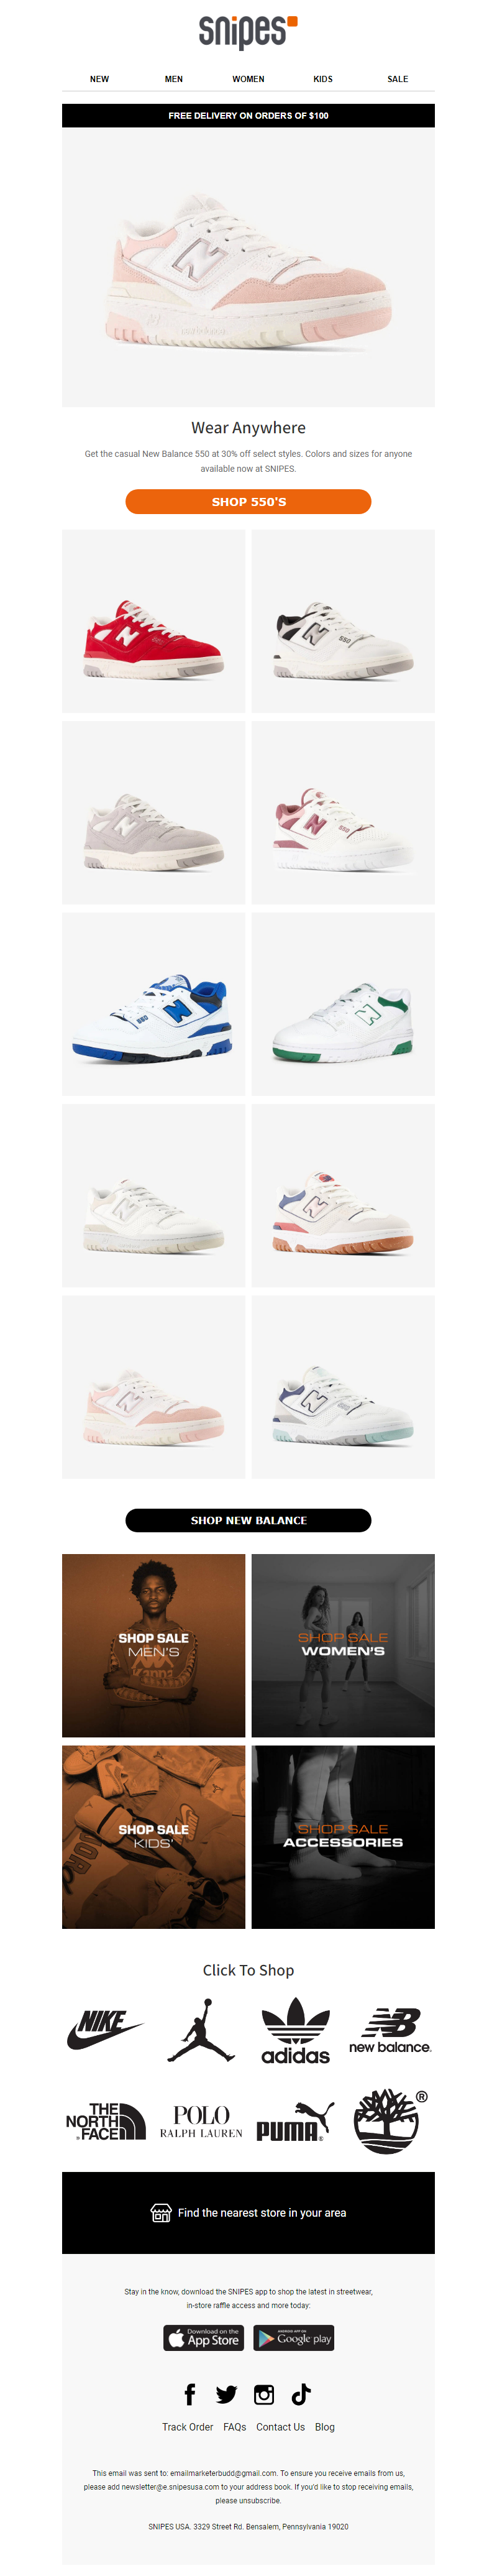 snipes
NEW MEN WOMEN KIDS SALE
FREE DELIVERY ON ORDERS OF $100
Wear Anywhere
Get the casual New Balance 550 at 30% off select styles. Colors and sizes for anyone
available now at SNIPES.
SHOP 550'S
SHOP NEW BALANCE
SHOP SALE
MEN'S
SHOP SALE
WOMEN'S
SHOP SALE
KIDS'
SHOP SALE
ACCESSORIES
Click To Shop
NIKE
adidas
new balance.
THE
NORTH
FACE
POLO
RALPH LAUREN
PUMA
Find the nearest store in your area
Stay in the know, download the SNIPES app to shop the latest in streetwear,
in-store raffle access and more today:
Download on the
App Store
ANDROID APP ON
Google play
Track Order FAQs Contact Us Blog
This email was sent to: emailmarketerbudd@gmail.com. To ensure you receive emails from us,
please add newsletter@e.snipesusa.com to your address book. If you'd like to stop receiving emails,
please unsubscribe.
SNIPES USA. 3329 Street Rd. Bensalem, Pennsylvania 19020